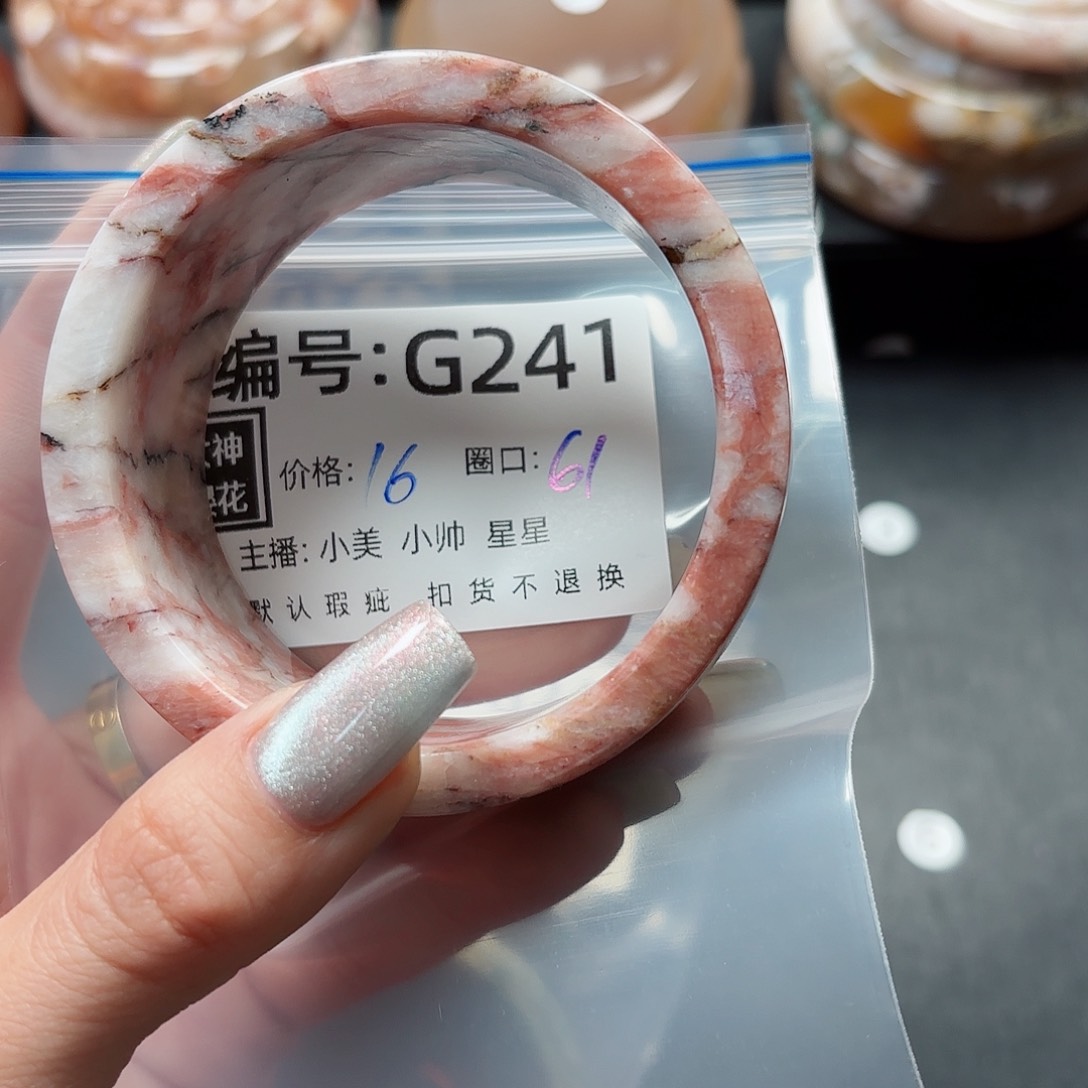 编号:G241
神
花
价格:16 圈口:61
主播:小美 小帅 星星
默认瑕疵 扣货不退换